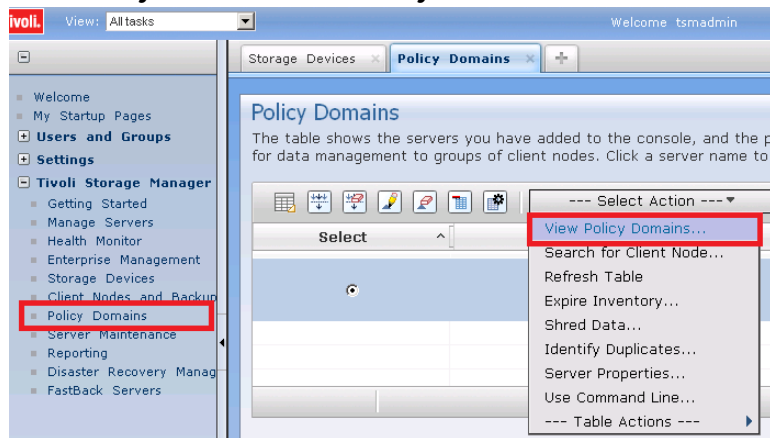 ivoli. View: All tasks Welcome tsmadmin
Storage Devices Policy Domains
Welcome
My Startup Pages
Users and Groups
Settings
Tivoli Storage Manager
Getting Started
Manage Servers
Health Monitor
Enterprise Management
Storage Devices
Client Nodes and Backup
Policy Domains
Server Maintenance
Reporting
Disaster Recovery Manag
FastBack Servers
Policy Domains
The table shows the servers you have added to the console, and the p
for data management to groups of client nodes. Click a server name to
--- Select Action ---
Select
View Policy Domains...
Search for Client Node...
Refresh Table
Expire Inventory...
Shred Data...
Identify Duplicates...
Server Properties...
Use Command Line...
--- Table Actions ---